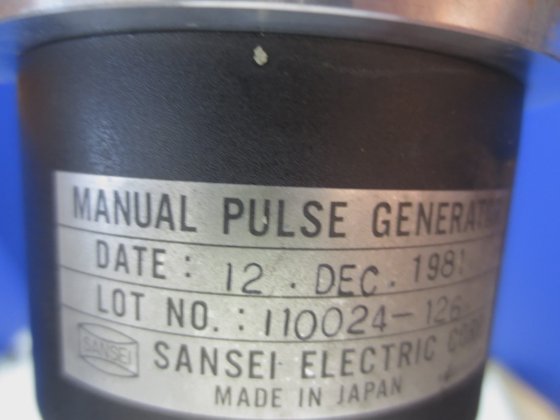 MANUAL PULSE GENERATOR
DATE : 12 . DEC . 1981
LOT NO. : 110024-126
SANSEI SANSEI ELECTRIC CORP
MADE IN JAPAN